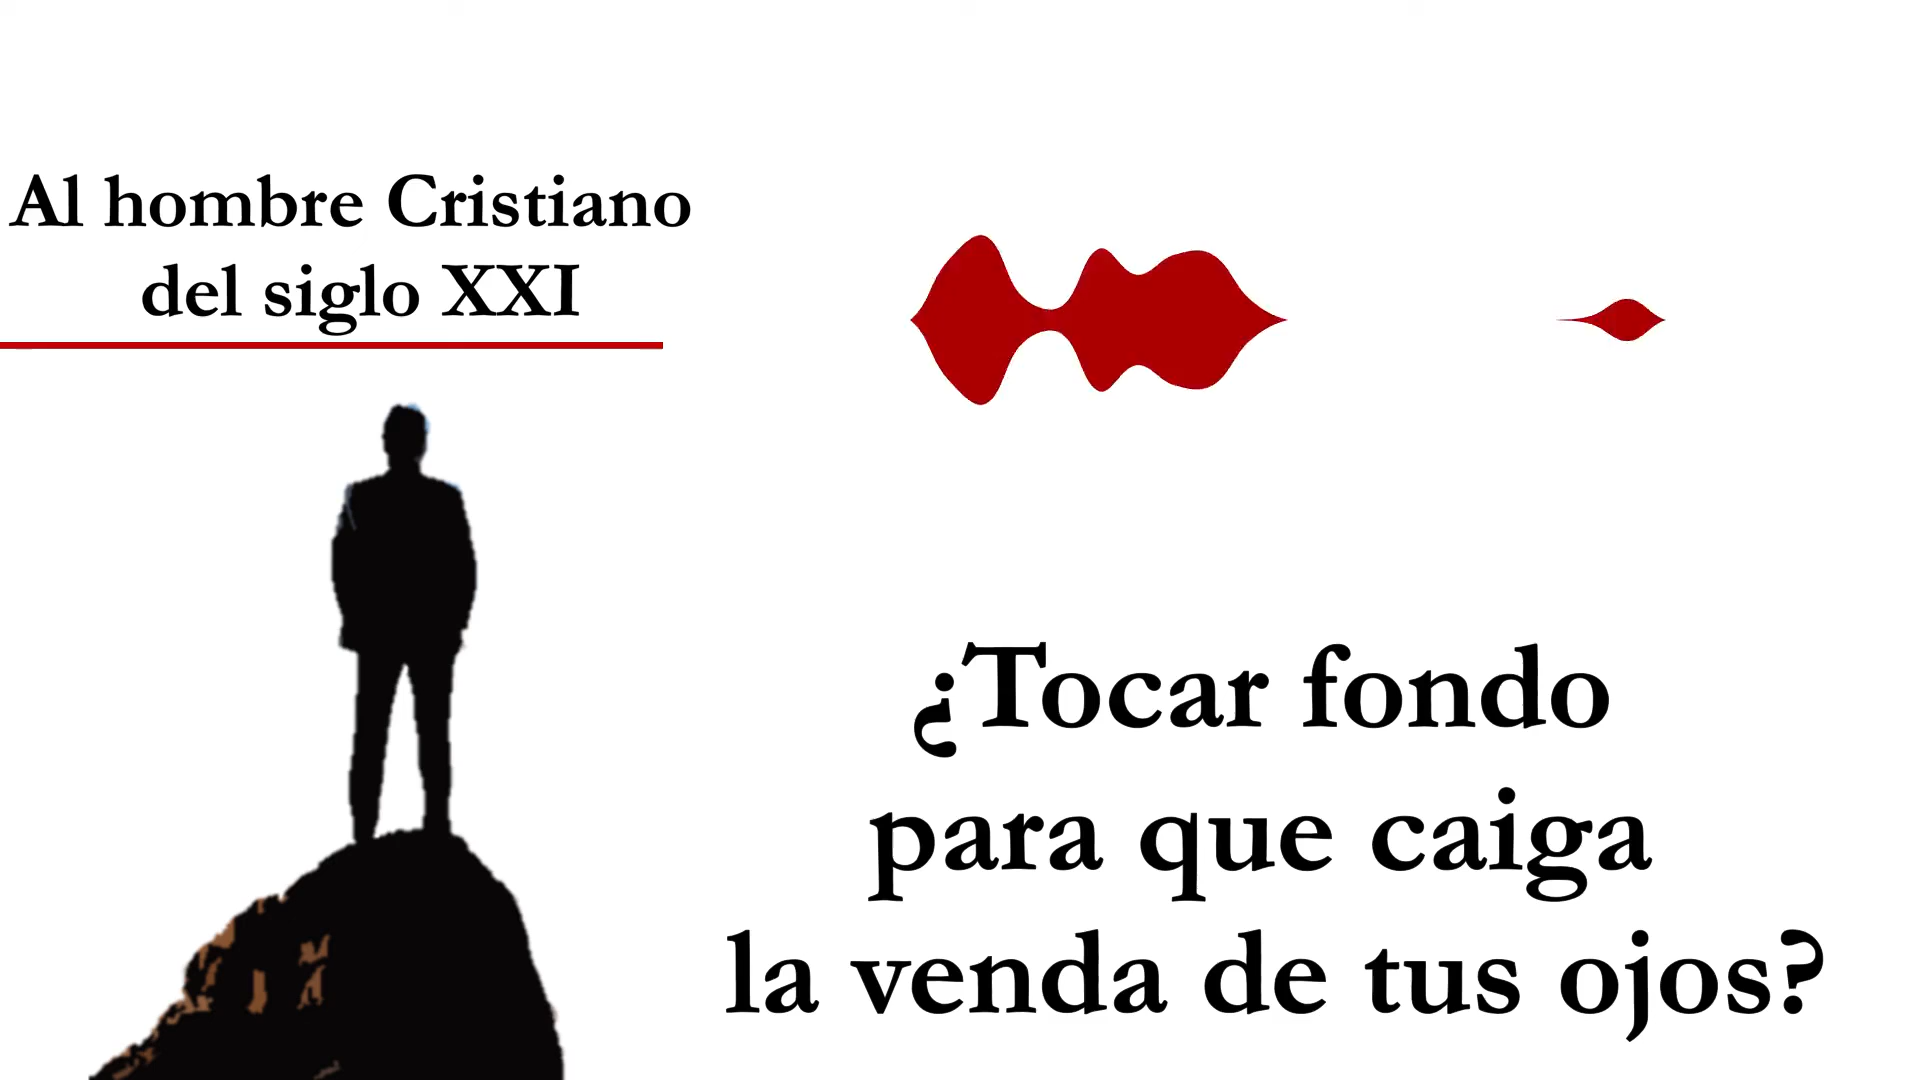 Al hombre Cristiano
del siglo XXI
¿Tocar fondo
para que caiga
la venda de tus ojos?